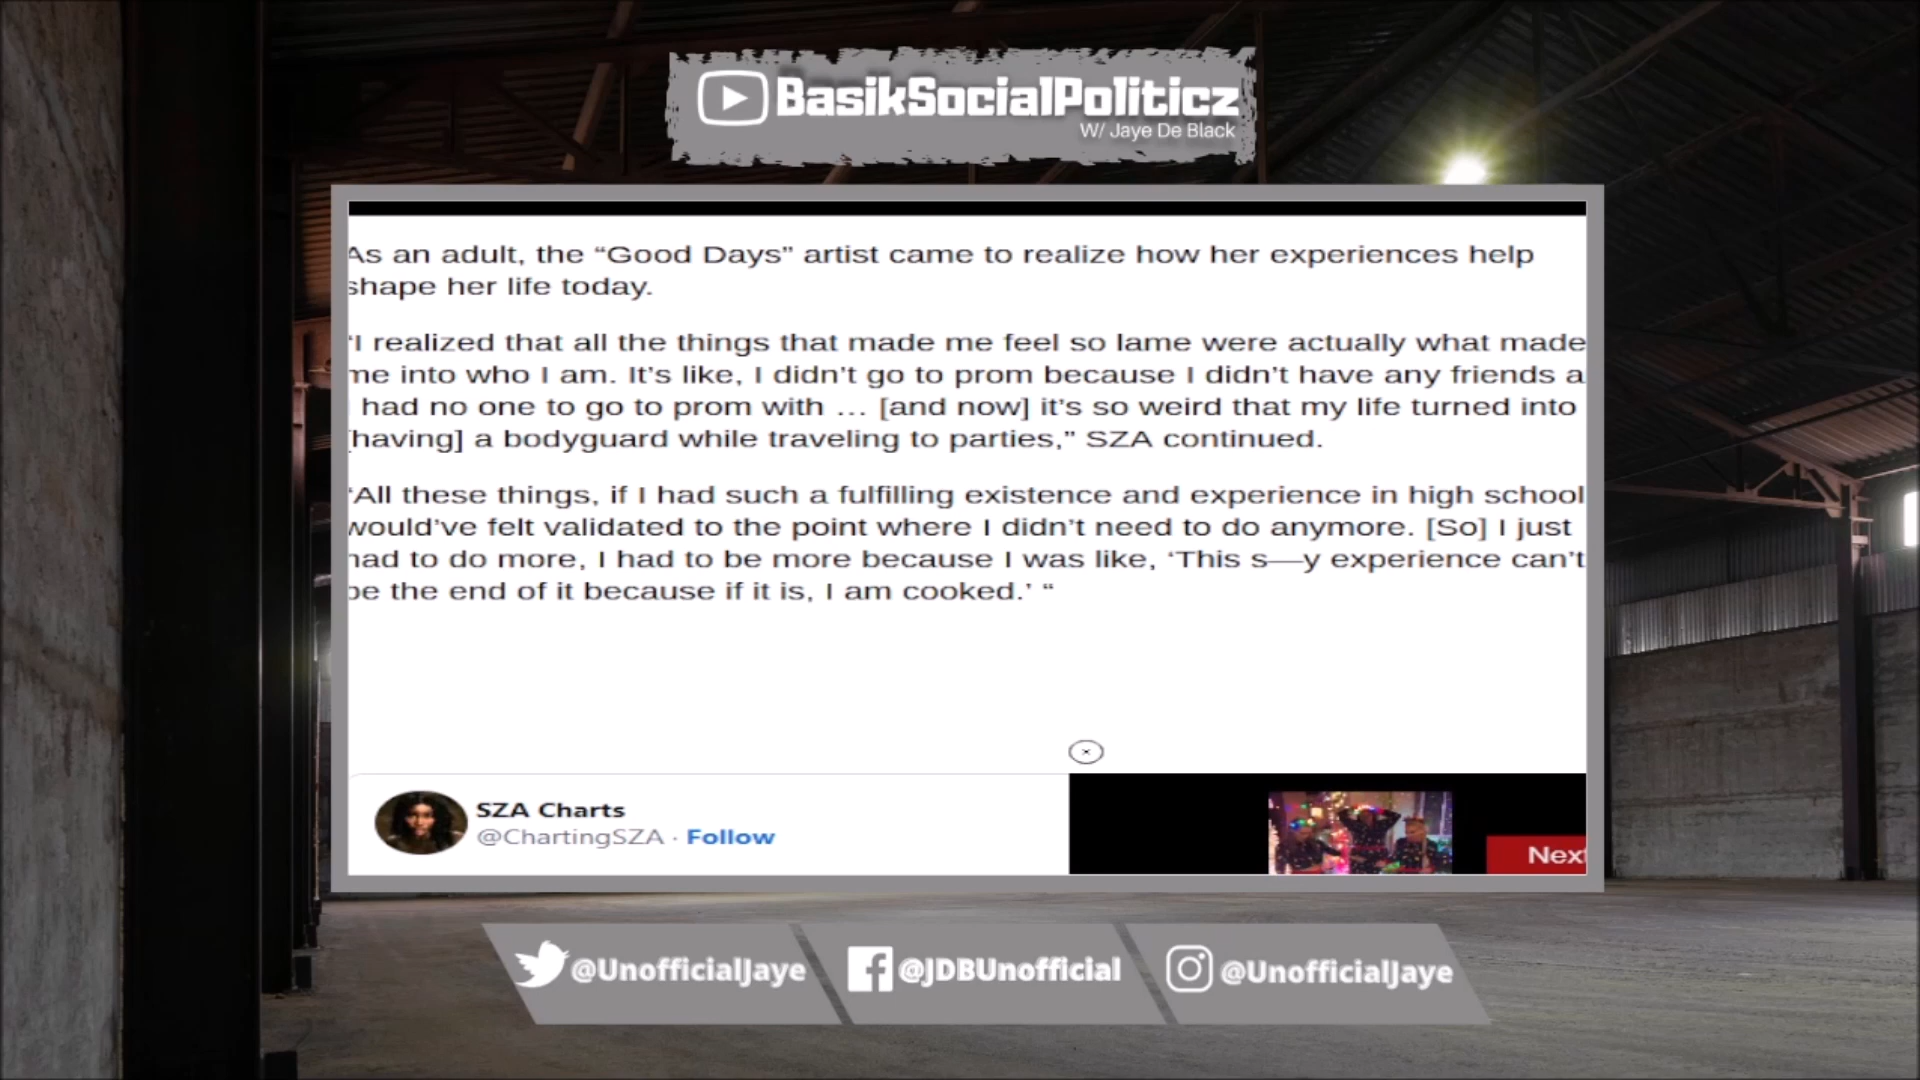 BasikSocialPoliticz
W/ Jaye De Black
As an adult, the “Good Days” artist came to realize how her experiences help
shape her life today.
“I realized that all the things that made me feel so lame were actually what made
me into who I am. It’s like, I didn’t go to prom because I didn’t have any friends a
had no one to go to prom with … [and now] it’s so weird that my life turned into
[having] a bodyguard while traveling to parties,” SZA continued.
“All these things, if I had such a fulfilling existence and experience in high school
would’ve felt validated to the point where I didn’t need to do anymore. [So] I just
had to do more, I had to be more because I was like, ‘This s—y experience can’t
be the end of it because if it is, I am cooked.’ “
SZA Charts
@ChartingSZA · Follow
Next
@UnofficialJaye
@JDBUnofficial
@UnofficialJaye